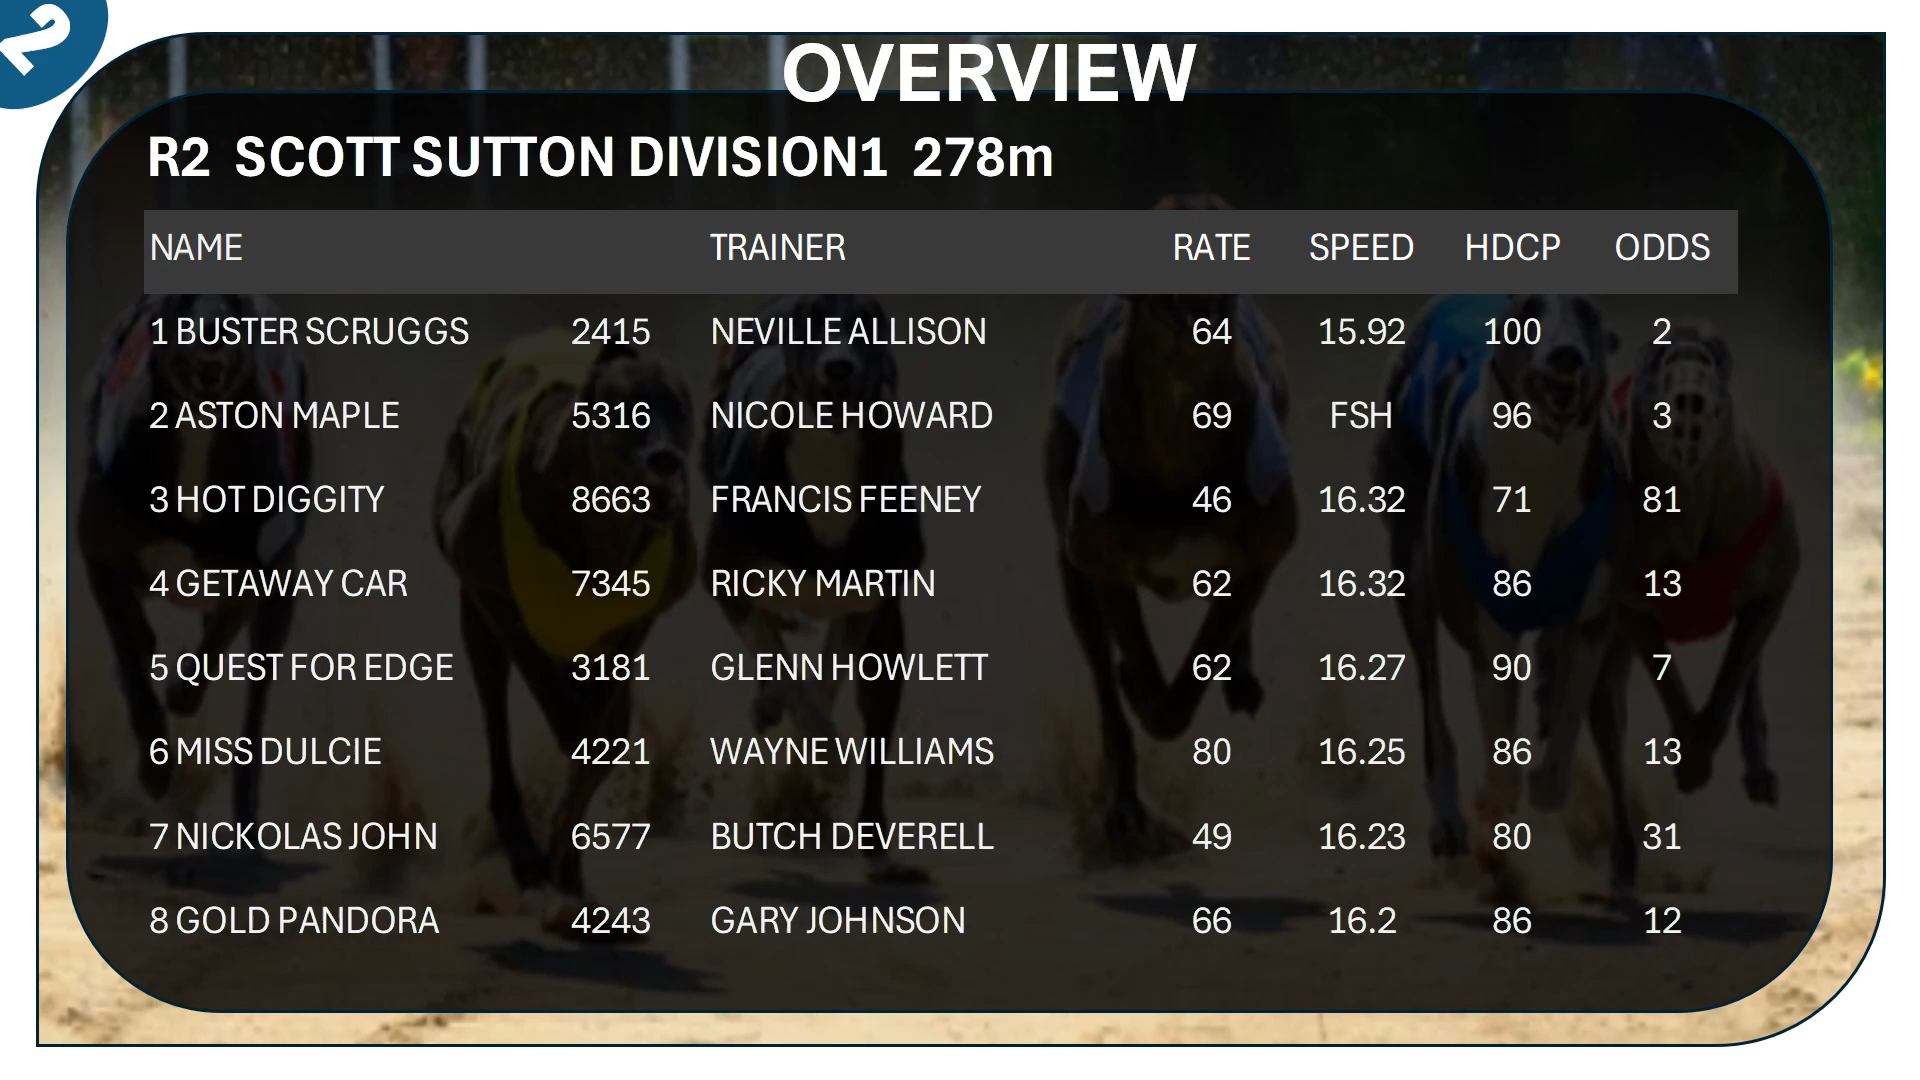 2
OVERVIEW
R2 SCOTT SUTTON DIVISION1 278m
NAME TRAINER RATE SPEED HDCP ODDS
1 BUSTER SCRUGGS 2415 NEVILLE ALLISON 64 15.92 100 2
2 ASTON MAPLE 5316 NICOLE HOWARD 69 FSH 96 3
3 HOT DIGGITY 8663 FRANCIS FEENEY 46 16.32 71 81
4 GETAWAY CAR 7345 RICKY MARTIN 62 16.32 86 13
5 QUEST FOR EDGE 3181 GLENN HOWLETT 62 16.27 90 7
6 MISS DULCIE 4221 WAYNE WILLIAMS 80 16.25 86 13
7 NICKOLAS JOHN 6577 BUTCH DEVERELL 49 16.23 80 31
8 GOLD PANDORA 4243 GARY JOHNSON 66 16.2 86 12